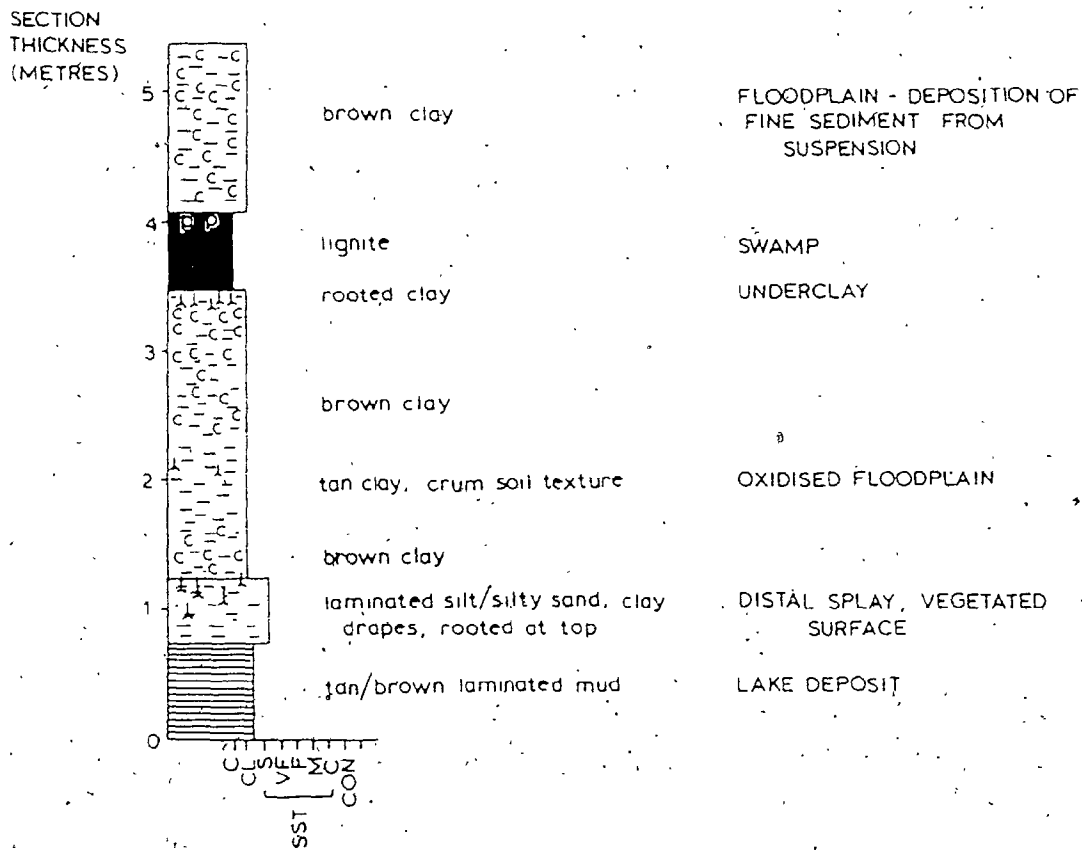 SECTION
THICKNESS
(METRES)
5
brown clay
FLOODPLAIN - DEPOSITION OF
FINE SEDIMENT FROM
SUSPENSION
4
P P
lignite
SWAMP
rooted clay
UNDERCLAY
3
brown clay
2
tan clay, crum soil texture
OXIDISED FLOODPLAIN
brown clay
1
laminated silt/silty sand, clay
drapes, rooted at top
DISTAL SPLAY, VEGETATED
SURFACE
tan/brown laminated mud
LAKE DEPOSIT
0
C
CL
S
VF
F
M
C
CON
SST